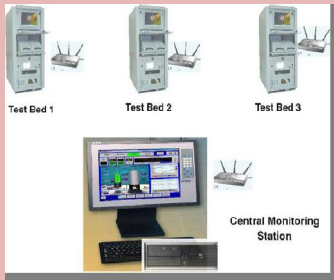 Test Bed 1
Test Bed 2
Test Bed 3
Central Monitoring
Station